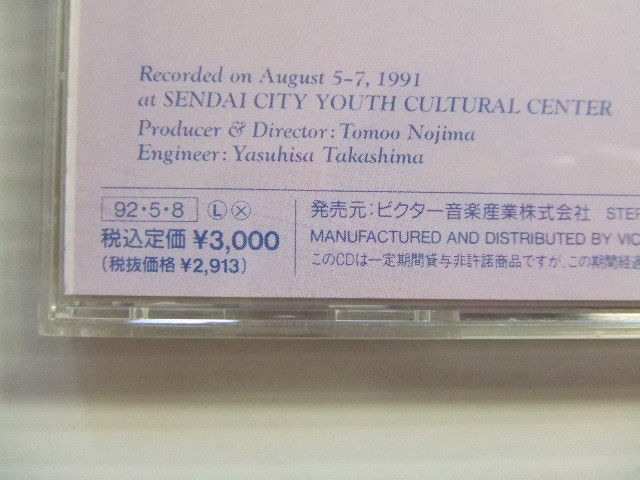 Recorded on August 5-7, 1991
at SENDAI CITY YOUTH CULTURAL CENTER
Producer & Director: Tomoo Nojima
Engineer: Yasuhisa Takashima
92・5・8 Ⓛ ⓧ
税込定価 ¥3,000
(税抜価格 ¥2,913)
発売元:ビクター音楽産業株式会社 STER
MANUFACTURED AND DISTRIBUTED BY VIC
このCDは一定期間貸与非許諾商品ですが、この期間経過